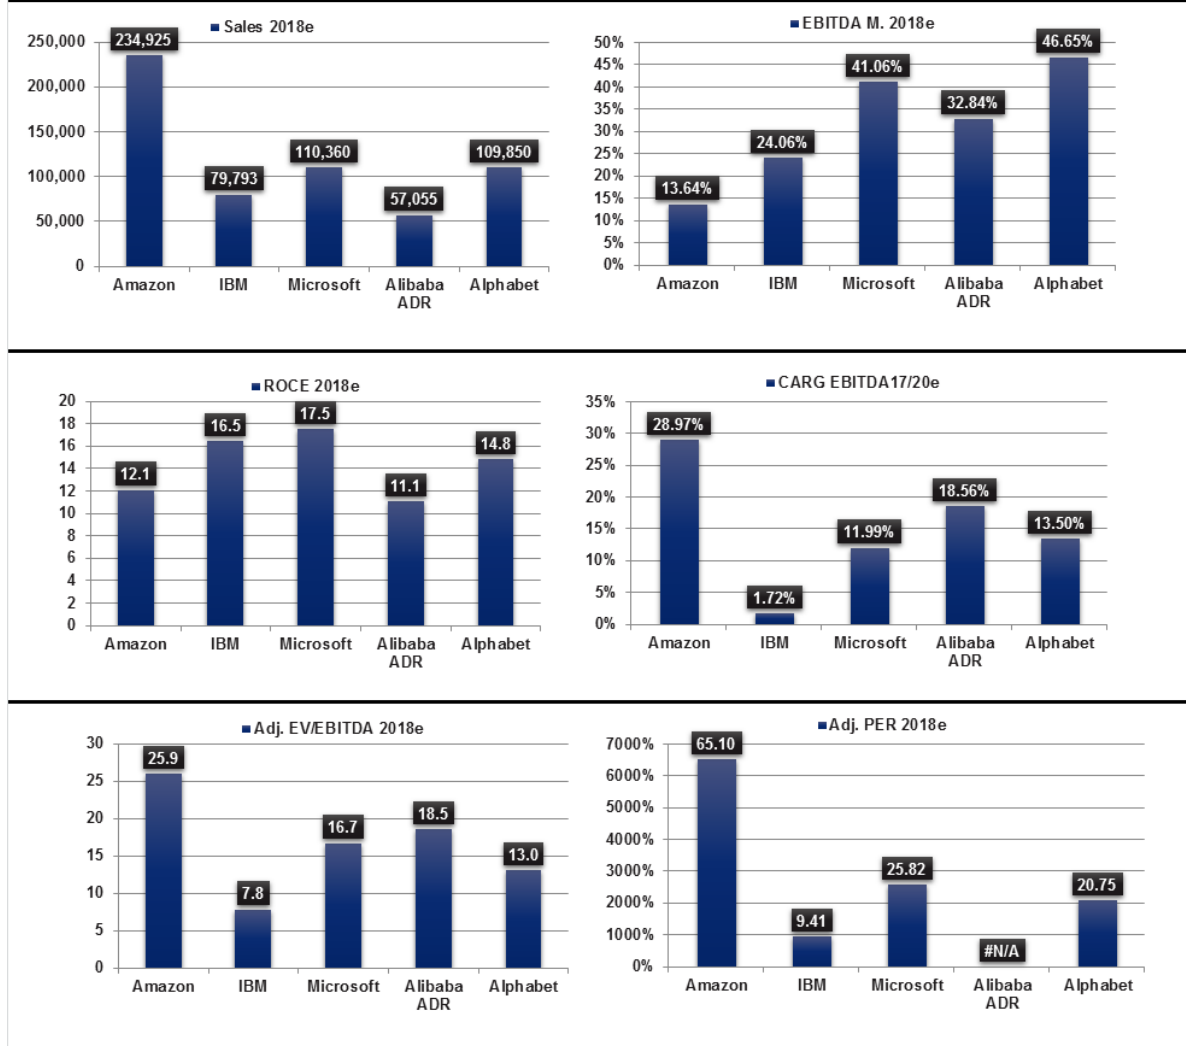 Sales 2018e
250,000
200,000
150,000
100,000
50,000
0
234,925
79,793
110,360
57,055
109,850
Amazon
IBM
Microsoft
Alibaba
ADR
Alphabet
EBITDA M. 2018e
50%
45%
40%
35%
30%
25%
20%
15%
10%
5%
0%
13.64%
24.06%
41.06%
32.84%
46.65%
Amazon
IBM
Microsoft
Alibaba
ADR
Alphabet
ROCE 2018e
20
18
16
14
12
10
8
6
4
2
0
12.1
16.5
17.5
11.1
14.8
Amazon
IBM
Microsoft
Alibaba
ADR
Alphabet
CARG EBITDA17/20e
35%
30%
25%
20%
15%
10%
5%
0%
28.97%
1.72%
11.99%
18.56%
13.50%
Amazon
IBM
Microsoft
Alibaba
ADR
Alphabet
Adj. EV/EBITDA 2018e
30
25
20
15
10
5
0
25.9
7.8
16.7
18.5
13.0
Amazon
IBM
Microsoft
Alibaba
ADR
Alphabet
Adj. PER 2018e
7000%
6000%
5000%
4000%
3000%
2000%
1000%
0%
65.10
9.41
25.82
#N/A
20.75
Amazon
IBM
Microsoft
Alibaba
ADR
Alphabet